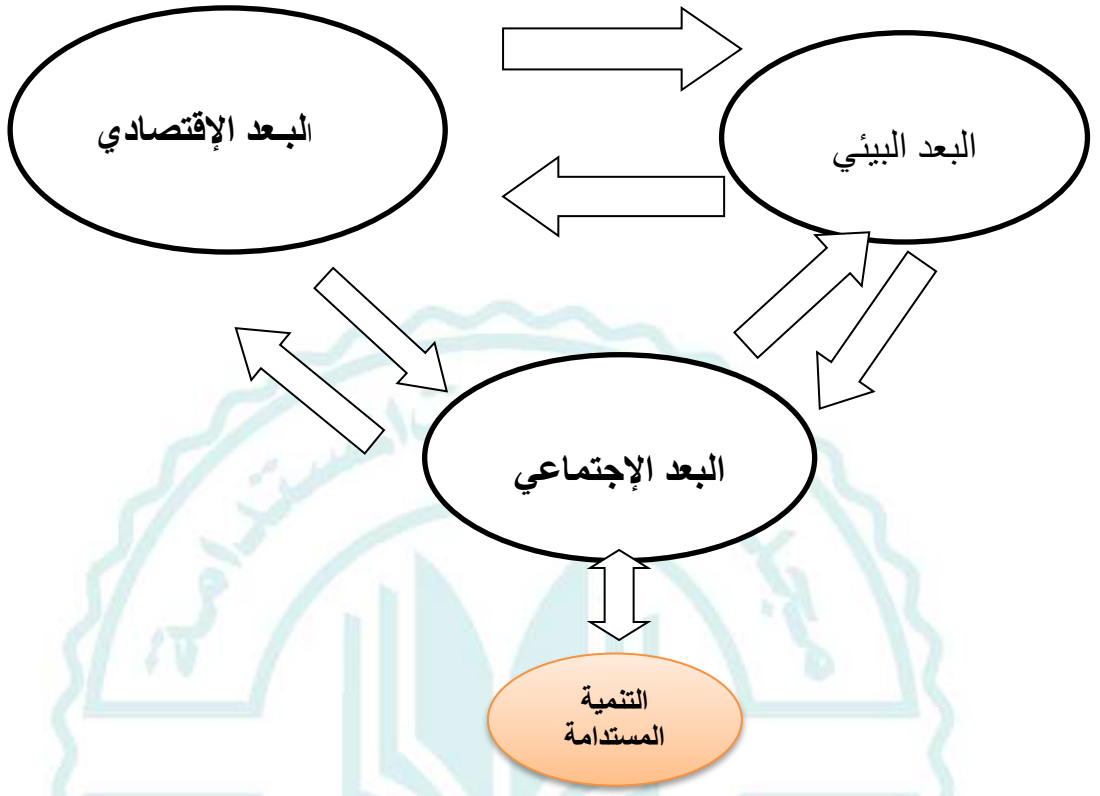 البعد البيئي
البـعد الإقتصادي
البعد الإجتماعي
التنمية
المستدامة